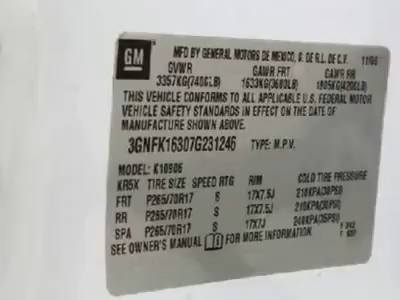 GM
MFD BY GENERAL MOTORS DE MEXICO, S. DE R.L. DE C.V. 11/06
GVWR GAWR FRT GAWR RR
3357KG(7400LB) 1633KG(3600LB) 1905KG(4200LB)
THIS VEHICLE CONFORMS TO ALL APPLICABLE U.S. FEDERAL MOTOR
VEHICLE SAFETY STANDARDS IN EFFECT ON THE DATE OF
MANUFACTURE SHOWN ABOVE.
3GNFK16307G231246 TYPE: M.P.V.
MODEL: K10906
KR5X TIRE SIZE SPEED RTG RIM COLD TIRE PRESSURE
FRT P265/70R17 S 17X7.5J 210KPA(30PSI)
RR P265/70R17 S 17X7.5J 210KPA(30PSI)
SPA P265/70R17 S 17X7J 240KPA(35PSI)
SEE OWNER'S MANUAL FOR MORE INFORMATION